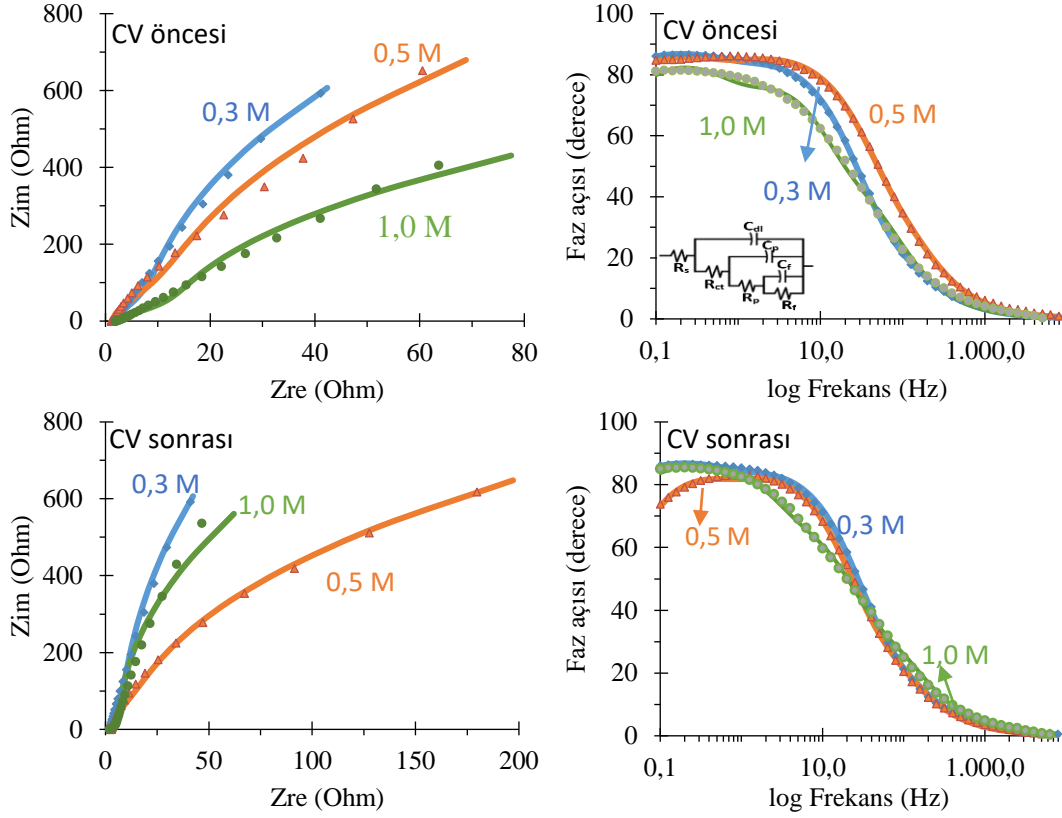 CV öncesi
800
600
400
200
0
Zim (Ohm)
0,3 M
0,5 M
1,0 M
0 20 40 60 80
Zre (Ohm)
CV öncesi
100
80
60
40
20
0
Faz açısı (derece)
0,5 M
1,0 M
0,3 M
Cdl
Cp
Cf
Rs
Rct
Rp
Rf
0,1 10,0 1.000,0
log Frekans (Hz)
CV sonrası
800
600
400
200
0
Zim (Ohm)
0,3 M
1,0 M
0,5 M
0 50 100 150 200
Zre (Ohm)
CV sonrası
100
80
60
40
20
0
Faz açısı (derece)
0,3 M
0,5 M
1,0 M
0,1 10,0 1.000,0
log Frekans (Hz)